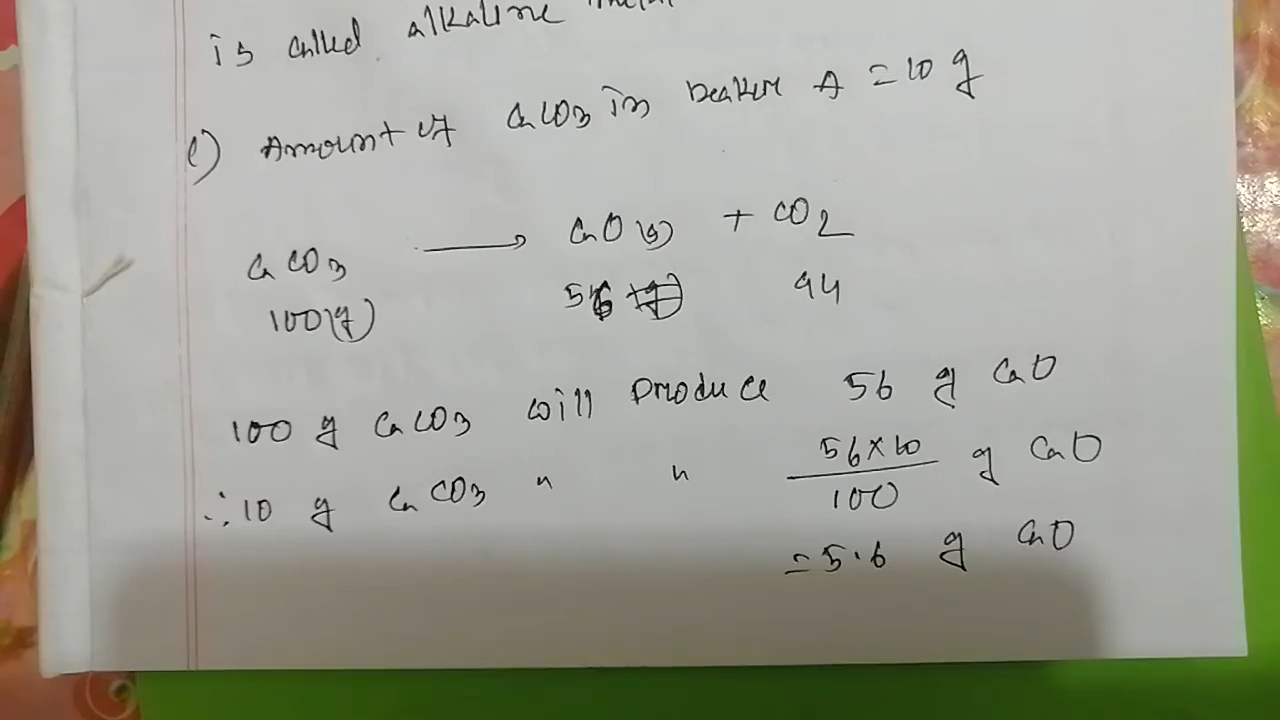 is called alkaline
c) Amount of CaCO3 in beaker A = 10 g
CaCO3 → CaO(s) + CO2
100(g) 56 44
100 g CaCO3 will produce 56 g CaO
∴ 10 g CaCO3 " " 56×10/100 g CaO
= 5.6 g CaO